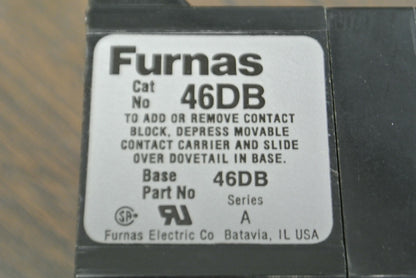 Furnas
Cat No 46DB
TO ADD OR REMOVE CONTACT
BLOCK, DEPRESS MOVABLE
CONTACT CARRIER AND SLIDE
OVER DOVETAIL IN BASE.
Base Part No 46DB
Series A
Furnas Electric Co Batavia, IL USA